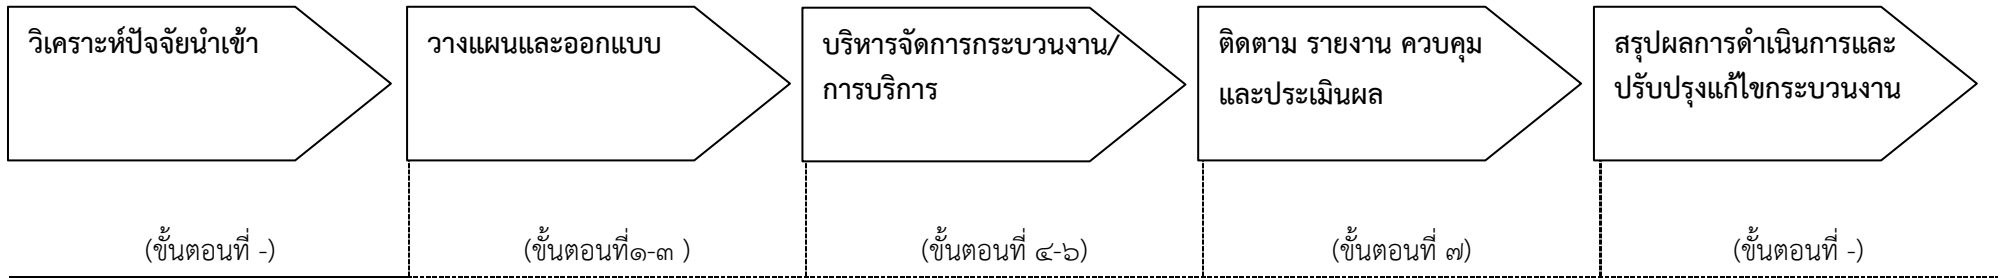 วิเคราะห์ปัจจัยนำเข้า
วางแผนและออกแบบ
บริหารจัดการกระบวนงาน/
การบริการ
ติดตาม รายงาน ควบคุม
และประเมินผล
สรุปผลการดำเนินการและ
ปรับปรุงแก้ไขกระบวนงาน
(ขั้นตอนที่ -)
(ขั้นตอนที่๑-๓ )
(ขั้นตอนที่ ๔-๖)
(ขั้นตอนที่ ๗)
(ขั้นตอนที่ -)